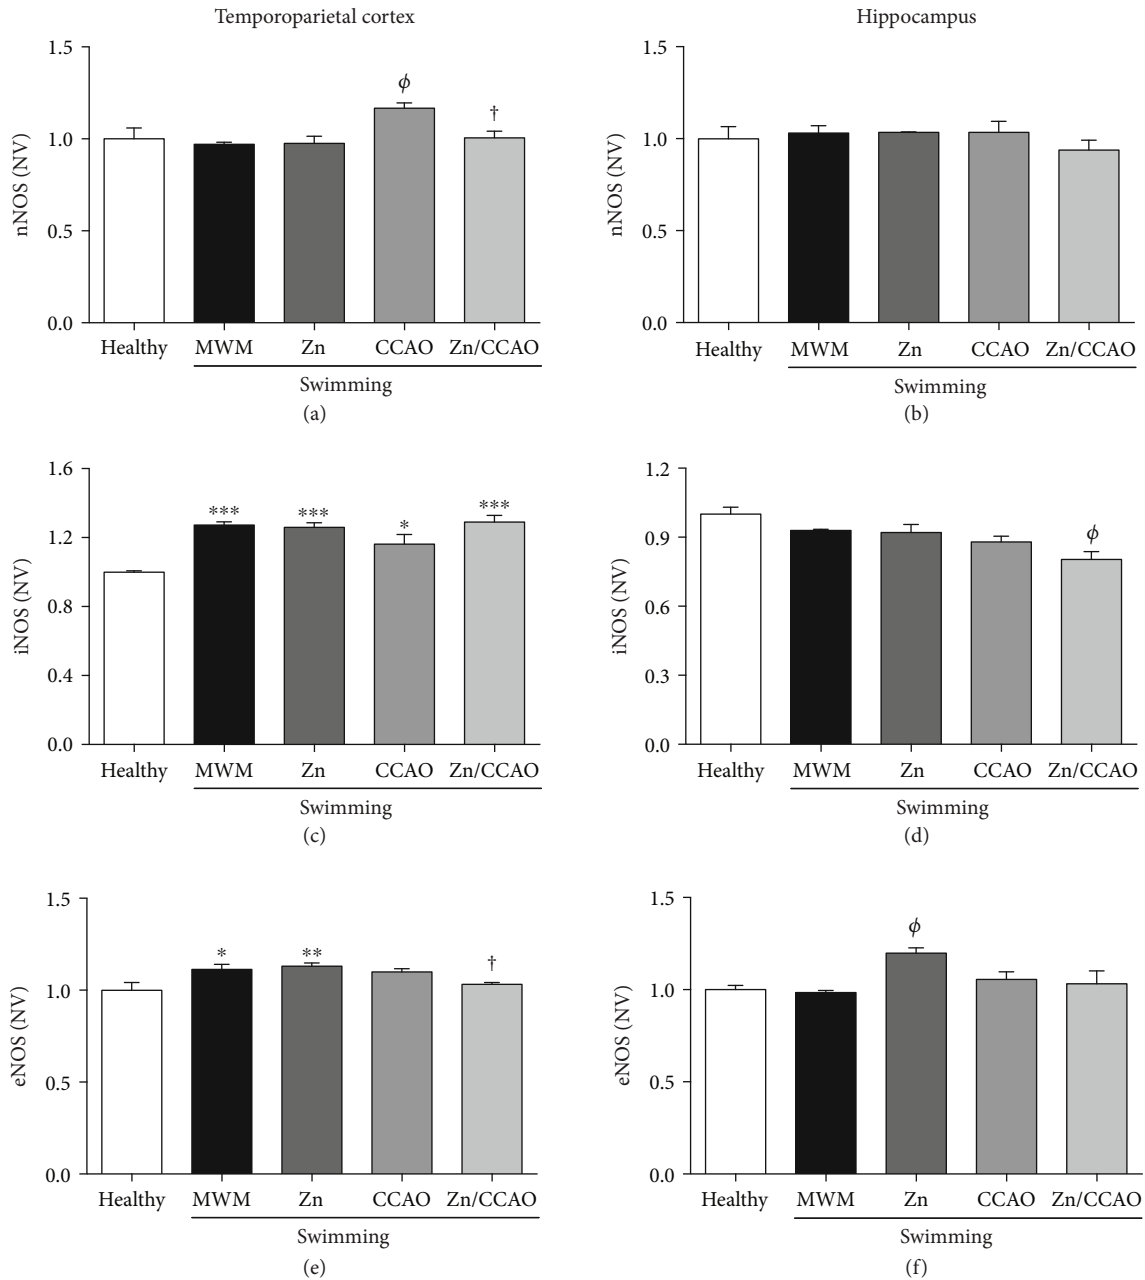 Temporoparietal cortex
Hippocampus
nNOS (NV)
1.5
1.0
0.5
0.0
ϕ
†
Healthy MWM Zn CCAO Zn/CCAO
Swimming
(a)
nNOS (NV)
1.5
1.0
0.5
0.0
Healthy MWM Zn CCAO Zn/CCAO
Swimming
(b)
iNOS (NV)
1.6
1.2
0.8
0.4
0.0
*** *** * ***
Healthy MWM Zn CCAO Zn/CCAO
Swimming
(c)
iNOS (NV)
1.2
0.9
0.6
0.3
0.0
ϕ
Healthy MWM Zn CCAO Zn/CCAO
Swimming
(d)
eNOS (NV)
1.5
1.0
0.5
0.0
* ** †
Healthy MWM Zn CCAO Zn/CCAO
Swimming
(e)
eNOS (NV)
1.5
1.0
0.5
0.0
ϕ
Healthy MWM Zn CCAO Zn/CCAO
Swimming
(f)